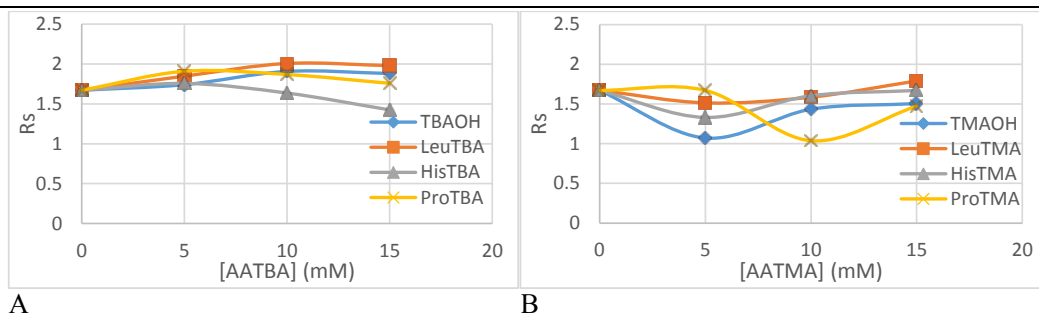 A
2.5
2
1.5
1
0.5
0
Rs
0 5 10 15 20
[AATBA] (mM)
TBAOH
LeuTBA
HisTBA
ProTBA
A
B
2.5
2
1.5
1
0.5
0
Rs
0 5 10 15 20
[AATMA] (mM)
TMAOH
LeuTMA
HisTMA
ProTMA
B